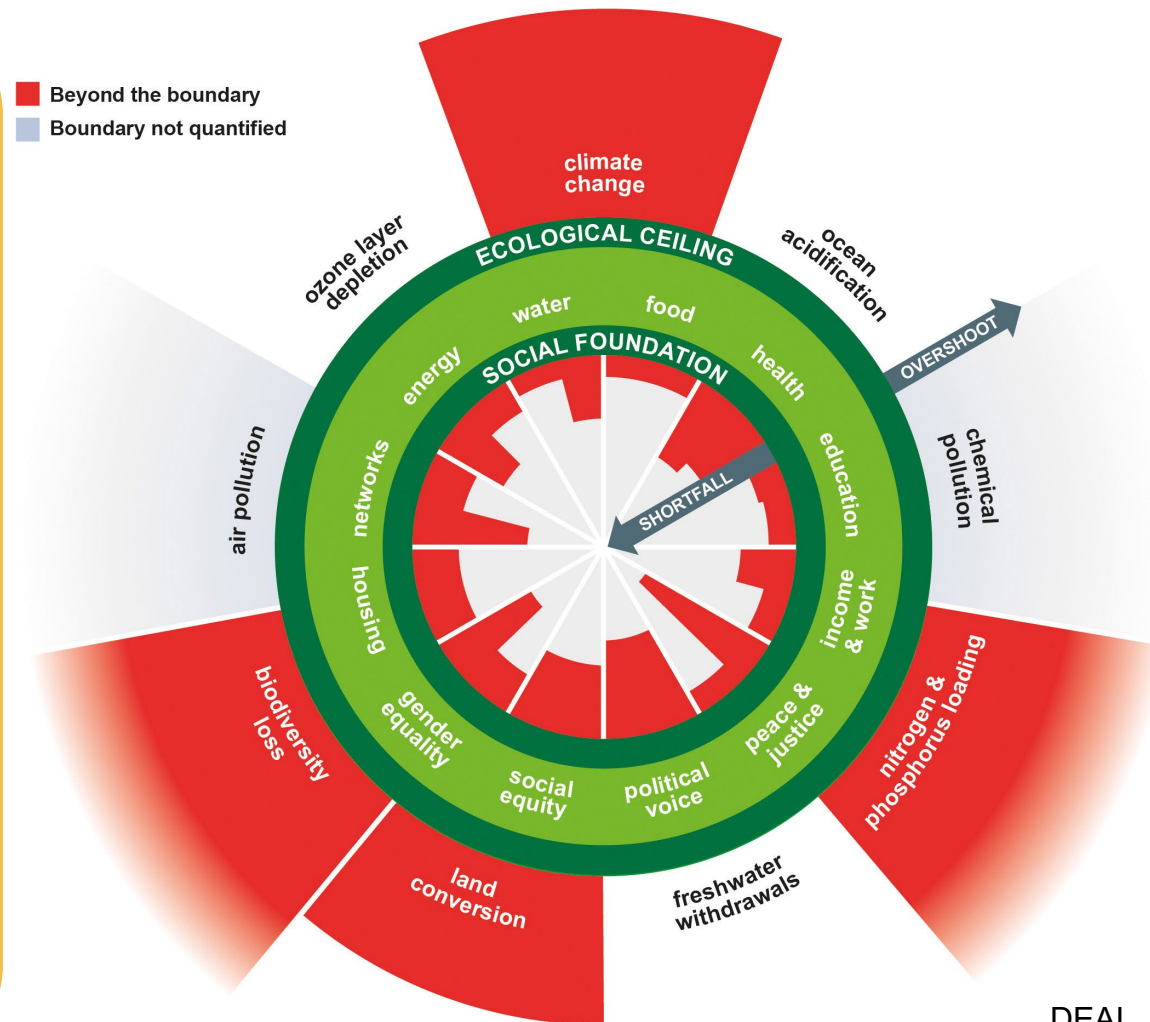 Beyond the boundary
Boundary not quantified
climate
change
ECOLOGICAL CEILING
ozone layer
depletion
ocean
acidification
water
food
SOCIAL FOUNDATION
energy
health
OVERSHOOT
networks
education
air pollution
chemical
pollution
SHORTFALL
housing
income
& work
biodiversity
loss
nitrogen &
phosphorus loading
gender
equality
peace &
justice
social
equity
political
voice
land
conversion
freshwater
withdrawals